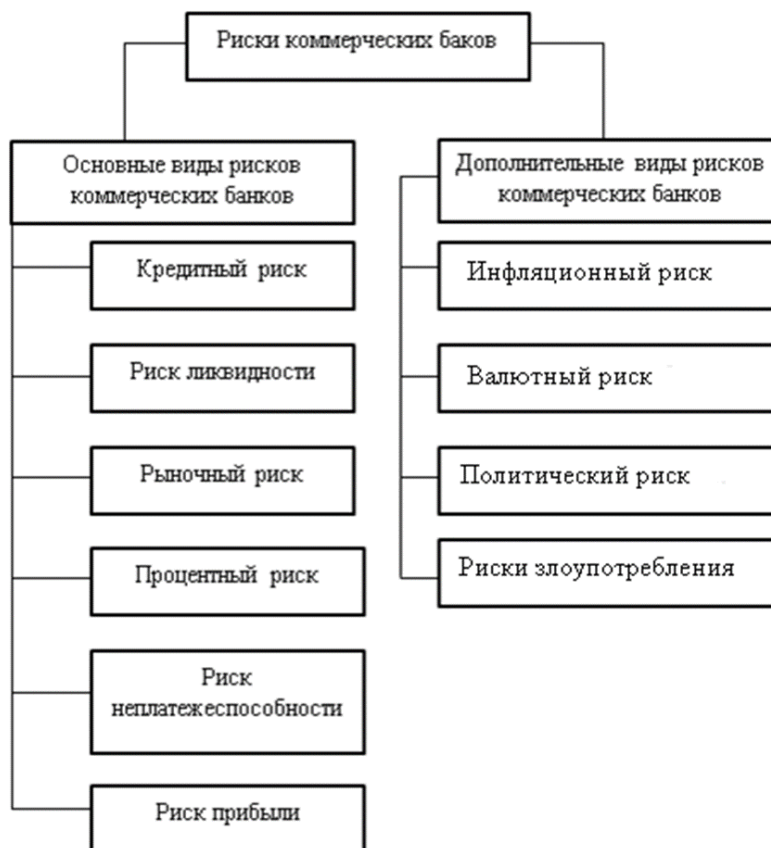 Риски коммерческих баков
Основные виды рисков
коммерческих банков
Кредитный риск
Риск ликвидности
Рыночный риск
Процентный риск
Риск
неплатежеспособности
Риск прибыли
Дополнительные виды рисков
коммерческих банков
Инфляционный риск
Валютный риск
Политический риск
Риски злоупотребления